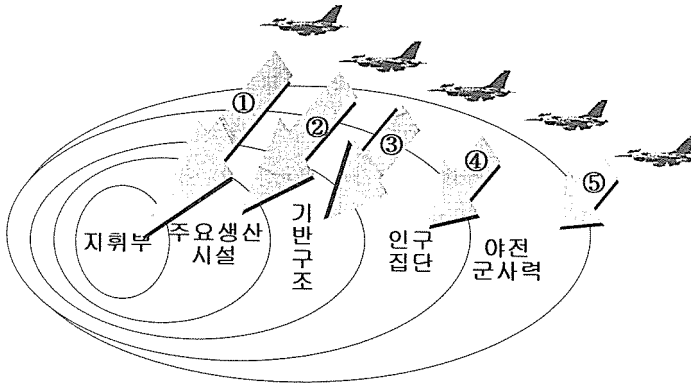 ①
②
③
④
⑤
지휘부
주요생산
시설
기
반
구
조
인구
집단
야전
군사력